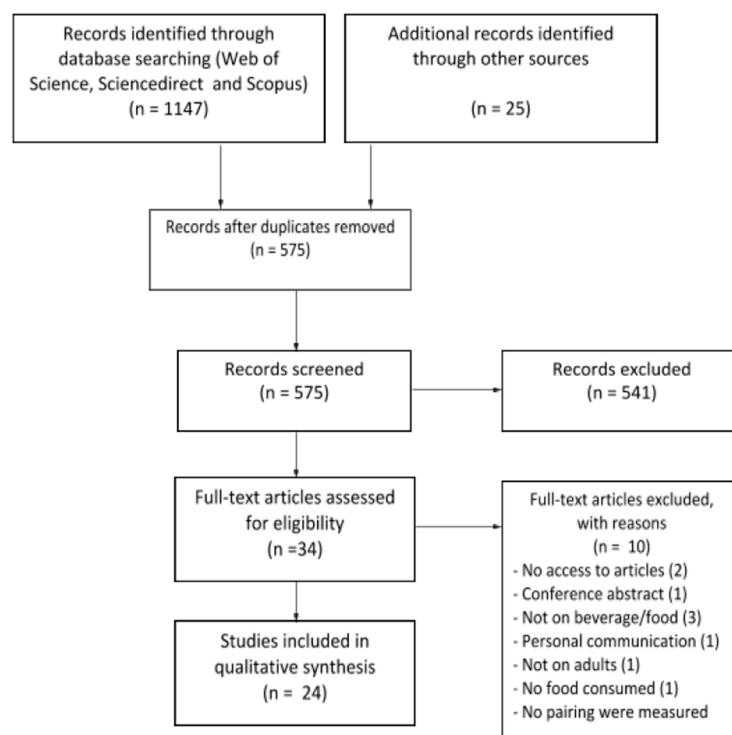 Records identified through
database searching (Web of
Science, Sciencedirect and Scopus)
(n = 1147)
Additional records identified
through other sources
(n = 25)
Records after duplicates removed
(n = 575)
Records screened
(n = 575)
Records excluded
(n = 541)
Full-text articles assessed
for eligibility
(n =34)
Full-text articles excluded,
with reasons
(n = 10)
- No access to articles (2)
- Conference abstract (1)
- Not on beverage/food (3)
- Personal communication (1)
- Not on adults (1)
- No food consumed (1)
- No pairing were measured
Studies included in
qualitative synthesis
(n = 24)